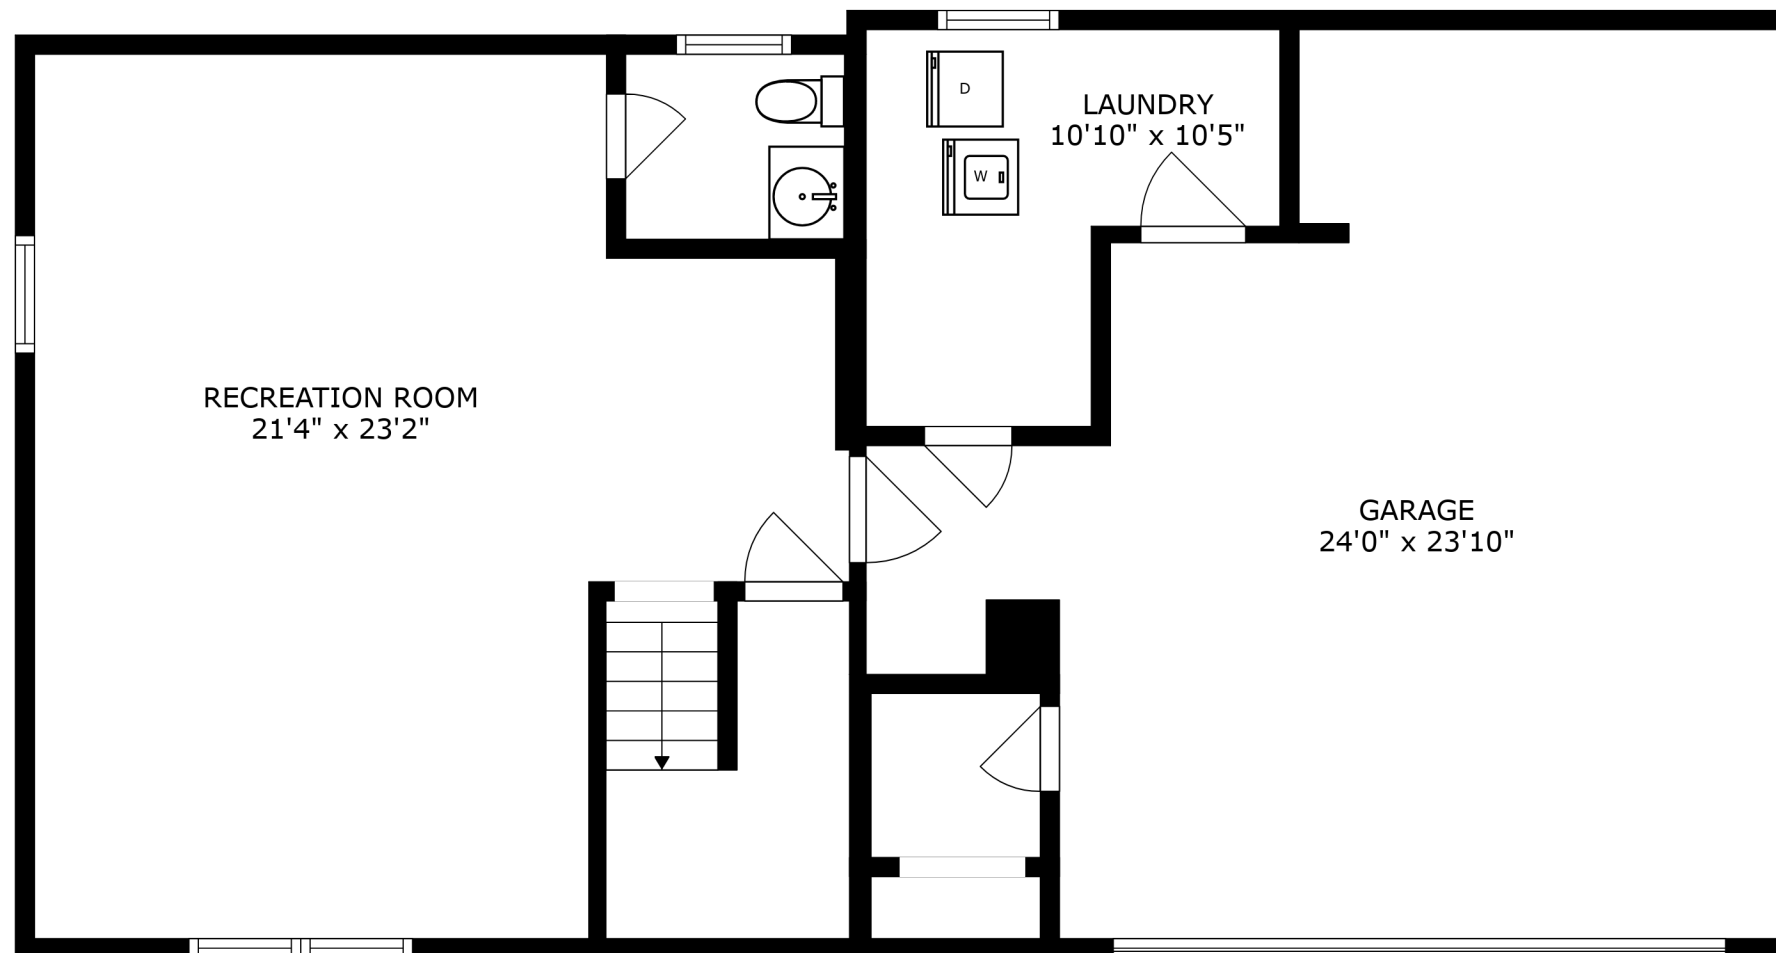 D
LAUNDRY
10'10" x 10'5"
W
RECREATION ROOM
21'4" x 23'2"
GARAGE
24'0" x 23'10"